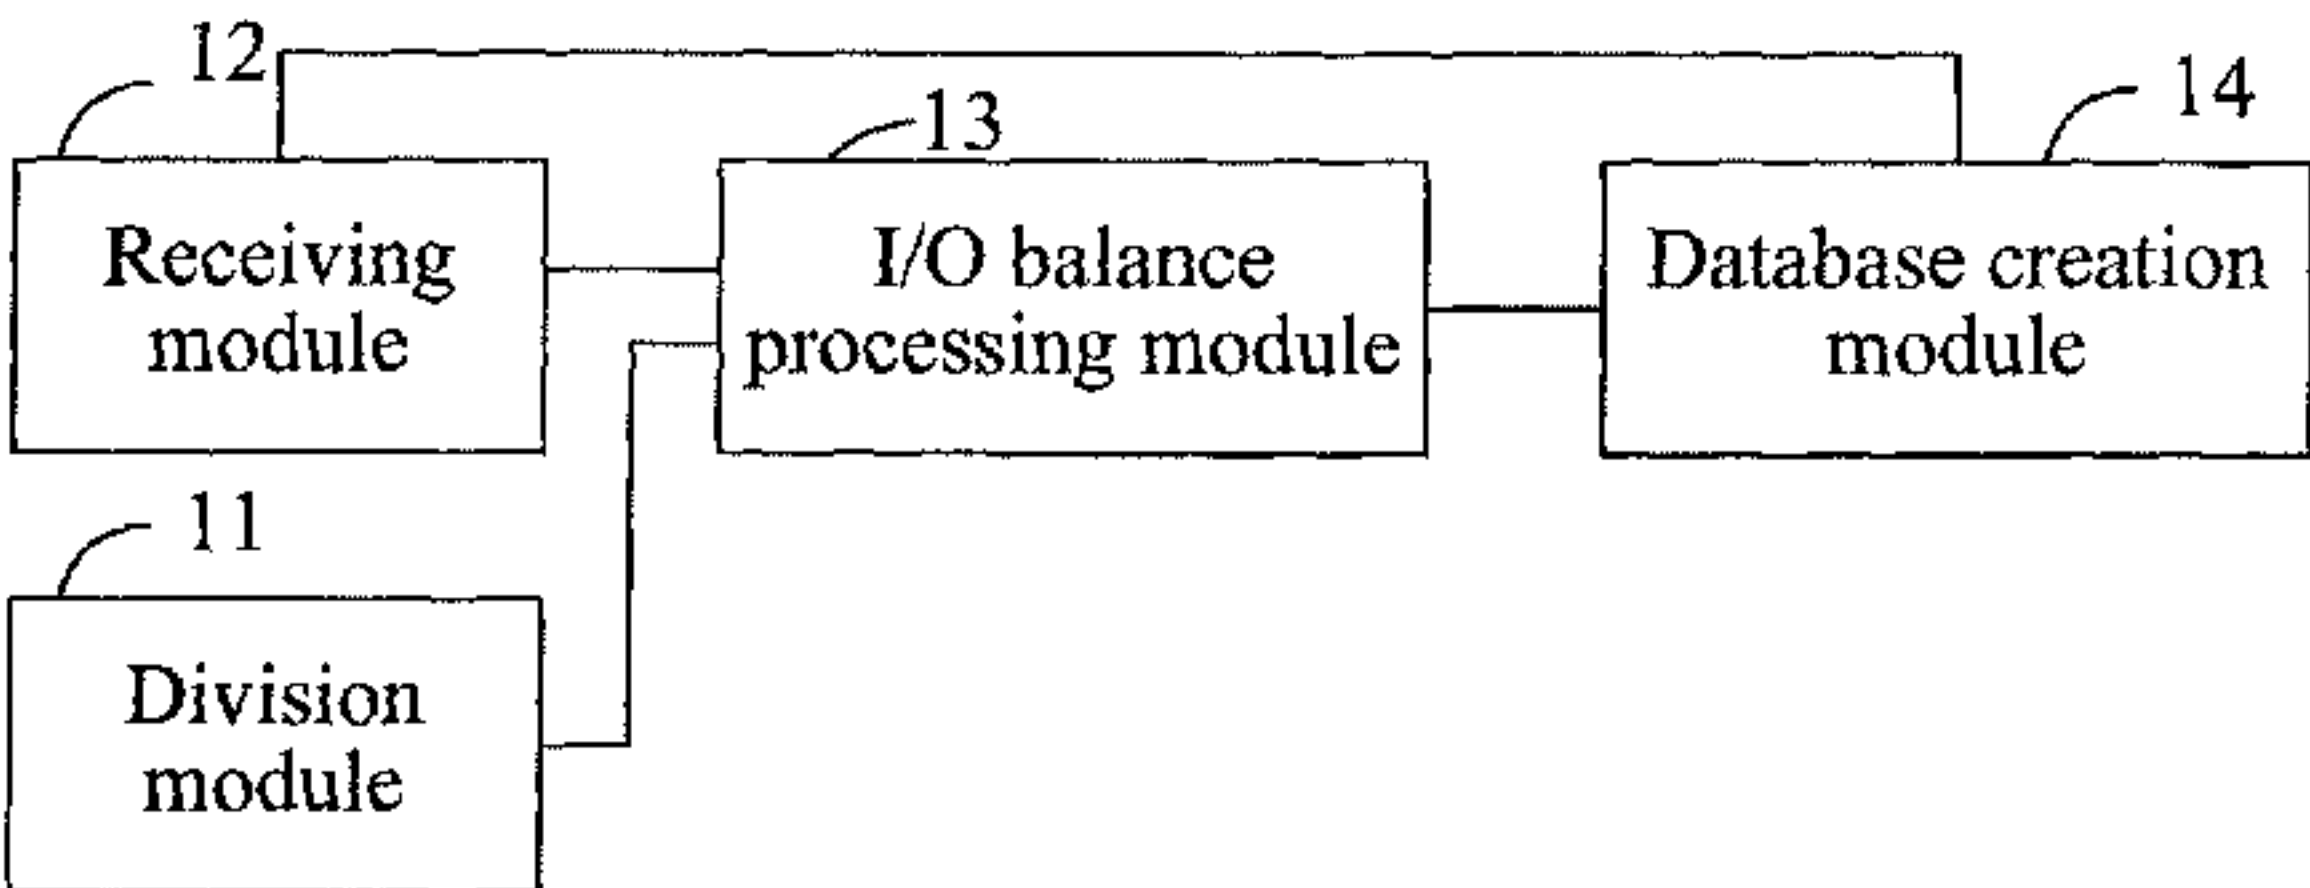 12
13
14
Receiving
module
I/O balance
processing module
Database creation
module
11
Division
module